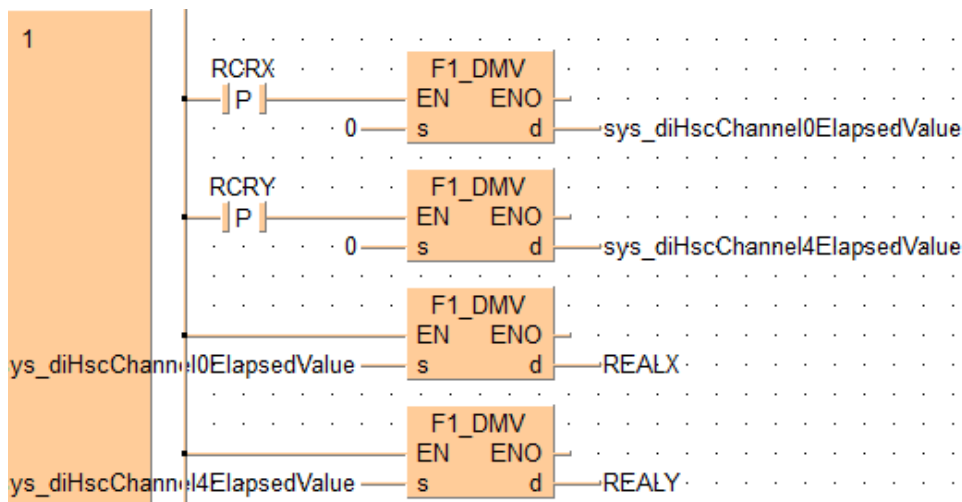 1
RCRX
F1_DMV
P
EN ENO
0 s d sys_diHscChannel0ElapsedValue
RCRY
F1_DMV
P
EN ENO
0 s d sys_diHscChannel4ElapsedValue
F1_DMV
EN ENO
ys_diHscChannel0ElapsedValue s d REALX
F1_DMV
EN ENO
ys_diHscChannel4ElapsedValue s d REALY